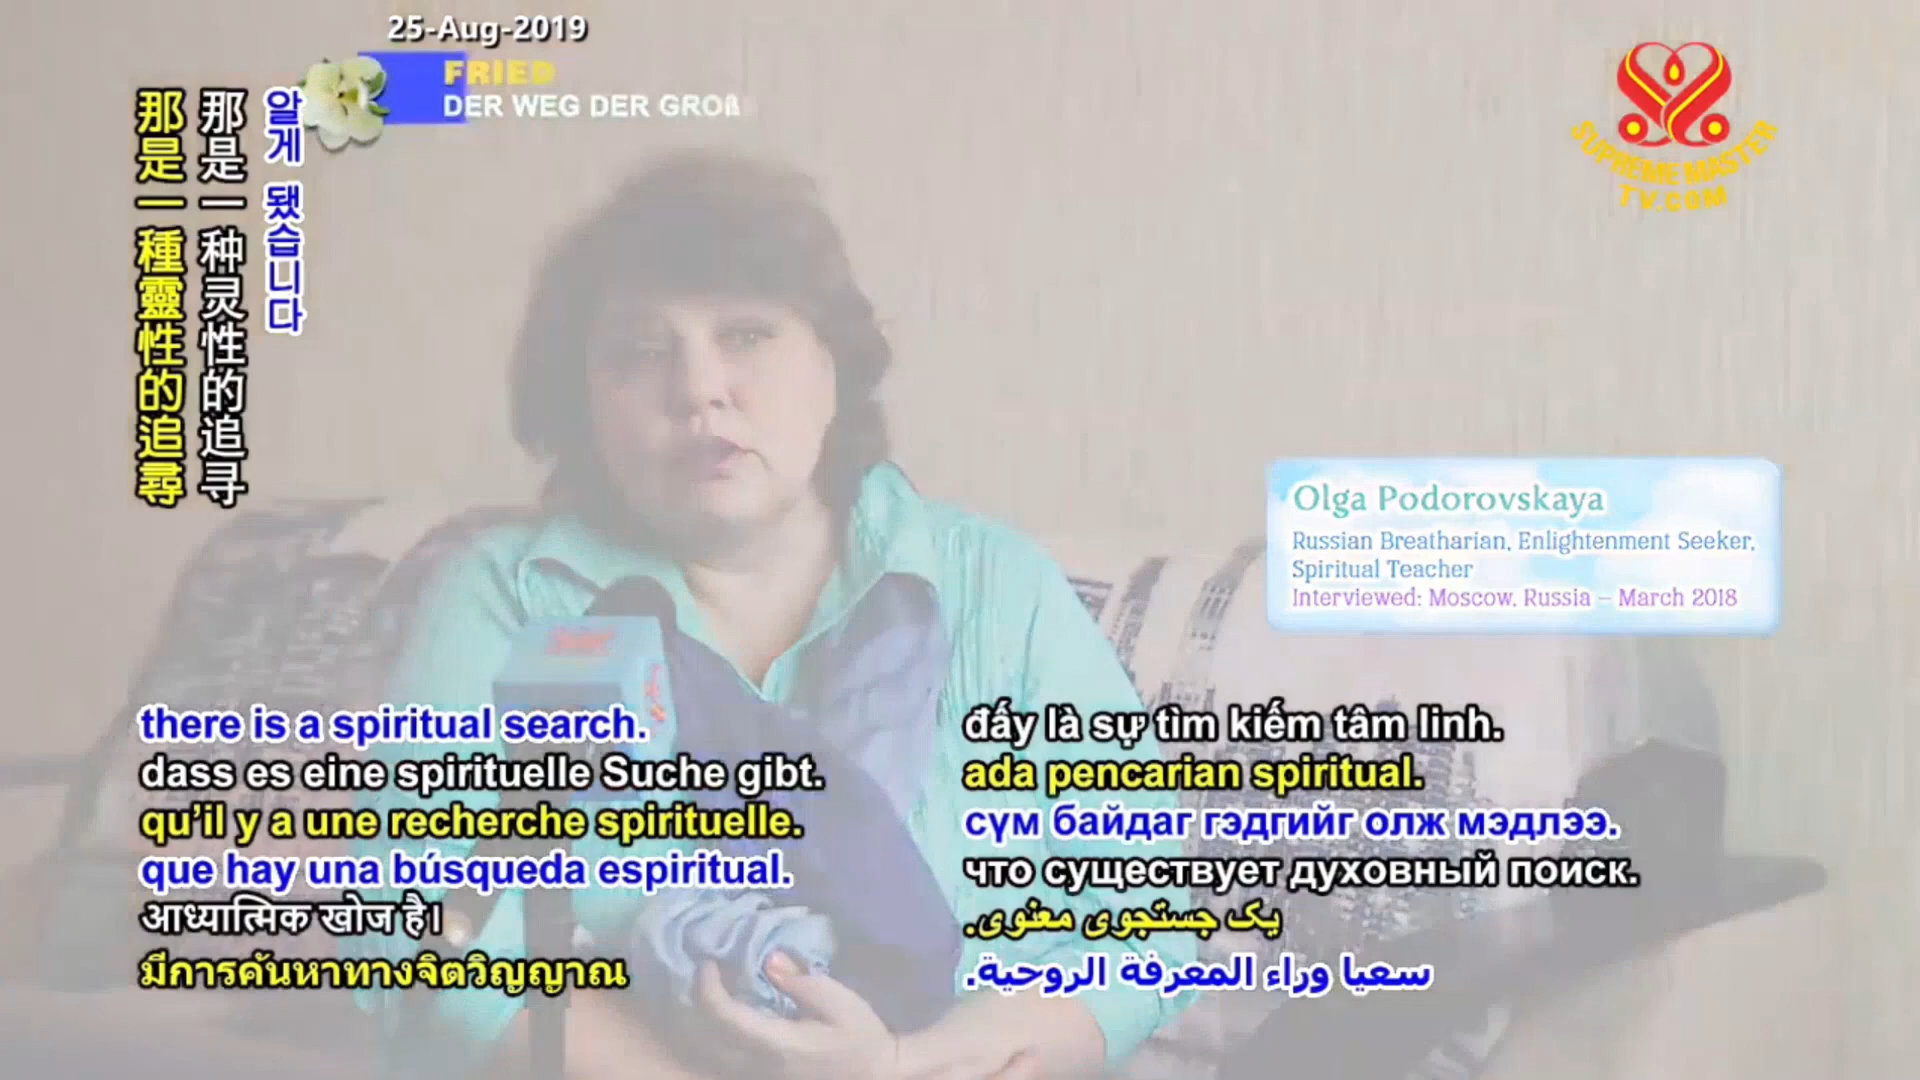 25-Aug-2019
FRIED
DER WEG DER GROß
SUPREME MASTER
TV.COM
那是一種靈性的追尋
那是一种灵性的追寻
알게 됐습니다
Olga Podorovskaya
Russian Breatharian, Enlightenment Seeker,
Spiritual Teacher
Interviewed: Moscow, Russia – March 2018
there is a spiritual search.
dass es eine spirituelle Suche gibt.
qu’il y a une recherche spirituelle.
que hay una búsqueda espiritual.
आध्यात्मिक खोज है।
มีการค้นหาทางจิตวิญญาณ
đấy là sự tìm kiếm tâm linh.
ada pencarian spiritual.
сүм байдаг гэдгийг олж мэдлээ.
что существует духовный поиск.
یک جستجوی معنوی.
سعيا وراء المعرفة الروحية.